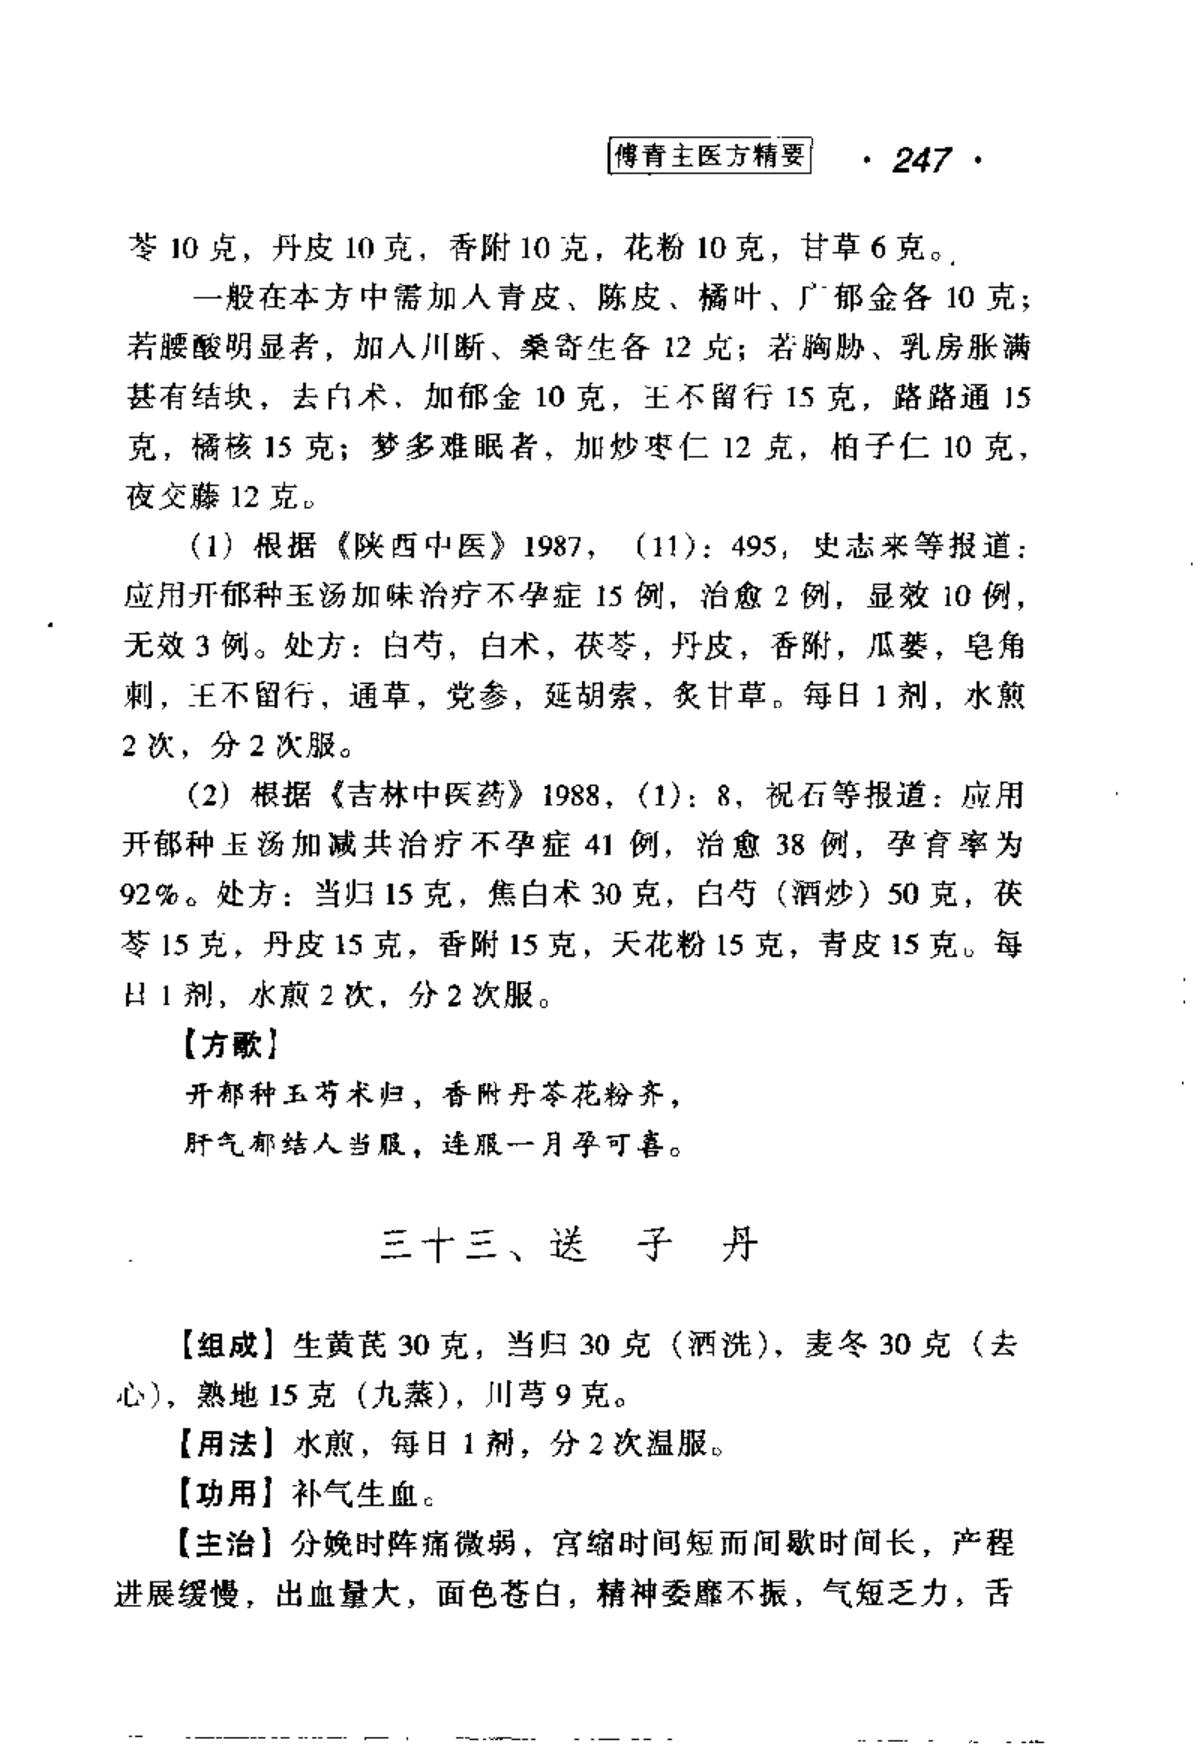 傅青主医方精要 · 247 ·
苓 10 克，丹皮 10 克，香附 10 克，花粉 10 克，甘草 6 克。
一般在本方中需加入青皮、陈皮、橘叶、广郁金各 10 克；
若腰酸明显者，加入川断、桑寄生各 12 克；若胸胁、乳房胀满
甚有结块，去白术，加郁金 10 克，王不留行 15 克，路路通 15
克，橘核 15 克；梦多难眠者，加炒枣仁 12 克，柏子仁 10 克，
夜交藤 12 克。
（1）根据《陕西中医》1987，（11）：495，史志来等报道：
应用开郁种玉汤加味治疗不孕症 15 例，治愈 2 例，显效 10 例，
无效 3 例。处方：白芍，白术，茯苓，丹皮，香附，瓜蒌，皂角
刺，王不留行，通草，党参，延胡索，炙甘草。每日 1 剂，水煎
2 次，分 2 次服。
（2）根据《吉林中医药》1988，（1）：8，祝石等报道：应用
开郁种玉汤加减共治疗不孕症 41 例，治愈 38 例，孕育率为
92%。处方：当归 15 克，焦白术 30 克，白芍（酒炒）50 克，茯
苓 15 克，丹皮 15 克，香附 15 克，天花粉 15 克，青皮 15 克。每
日 1 剂，水煎 2 次，分 2 次服。
【方歌】
开郁种玉芍术归，香附丹苓花粉齐，
肝气郁结人当服，连服一月孕可喜。
三十三、送 子 丹
【组成】生黄芪 30 克，当归 30 克（酒洗），麦冬 30 克（去
心），熟地 15 克（九蒸），川芎 9 克。
【用法】水煎，每日 1 剂，分 2 次温服。
【功用】补气生血。
【主治】分娩时阵痛微弱，宫缩时间短而间歇时间长，产程
进展缓慢，出血量大，面色苍白，精神委靡不振，气短乏力，舌